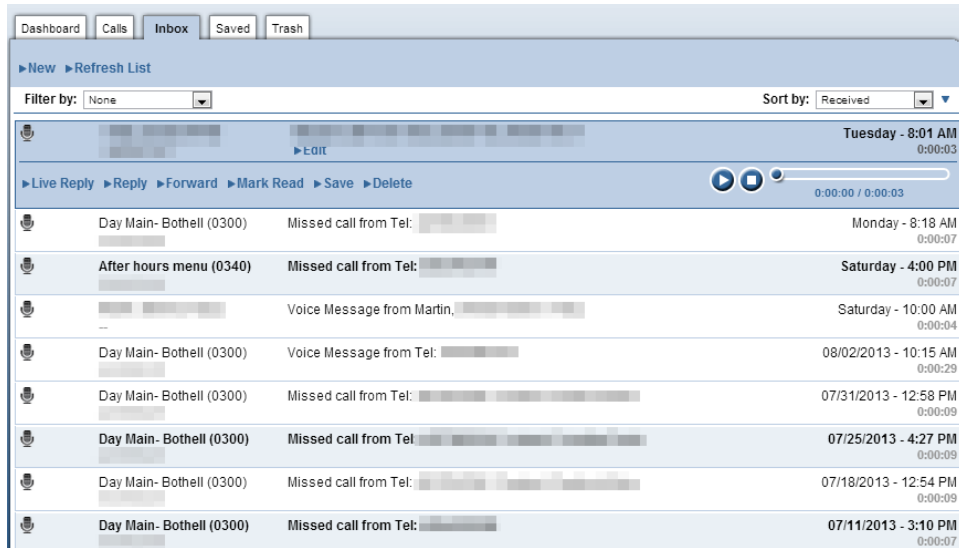 Dashboard Calls Inbox Saved Trash
▶New ▶Refresh List
Filter by: None Sort by: Received
Tuesday - 8:01 AM
▶Edit 0:00:03
▶Live Reply ▶Reply ▶Forward ▶Mark Read ▶Save ▶Delete
0:00:00 / 0:00:03
Day Main- Bothell (0300) Missed call from Tel: Monday - 8:18 AM
0:00:07
After hours menu (0340) Missed call from Tel: Saturday - 4:00 PM
0:00:07
Voice Message from Martin, Saturday - 10:00 AM
-- 0:00:04
Day Main- Bothell (0300) Voice Message from Tel: 08/02/2013 - 10:15 AM
0:00:29
Day Main- Bothell (0300) Missed call from Tel: 07/31/2013 - 12:58 PM
0:00:09
Day Main- Bothell (0300) Missed call from Tel 07/25/2013 - 4:27 PM
0:00:09
Day Main- Bothell (0300) Missed call from Tel: 07/18/2013 - 12:54 PM
0:00:09
Day Main- Bothell (0300) Missed call from Tel: 07/11/2013 - 3:10 PM
0:00:07